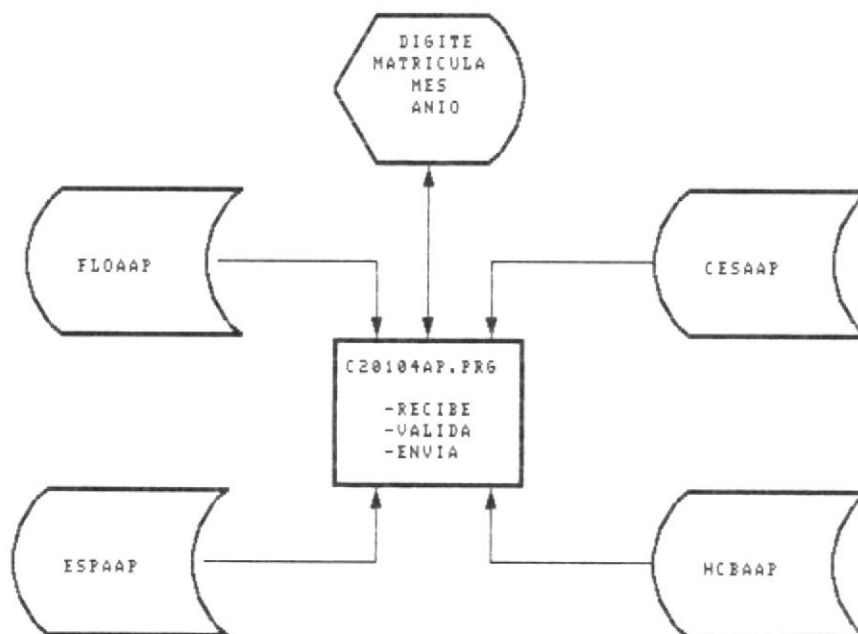 DIGITE
MATRICULA
MES
ANIO
FLOAAP
CESAAP
C20104AP.PRG
-RECIBE
-VALIDA
-ENVIA
ESPAAP
HCBAAP